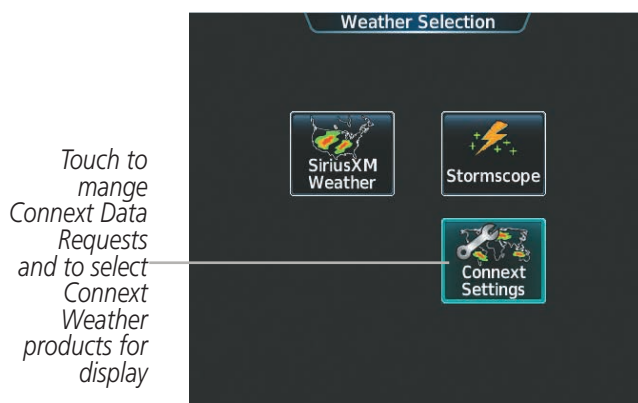 Weather Selection
SiriusXM
Weather
Stormscope
Connext
Settings
Touch to
mange
Connext Data
Requests
and to select
Connext
Weather
products for
display